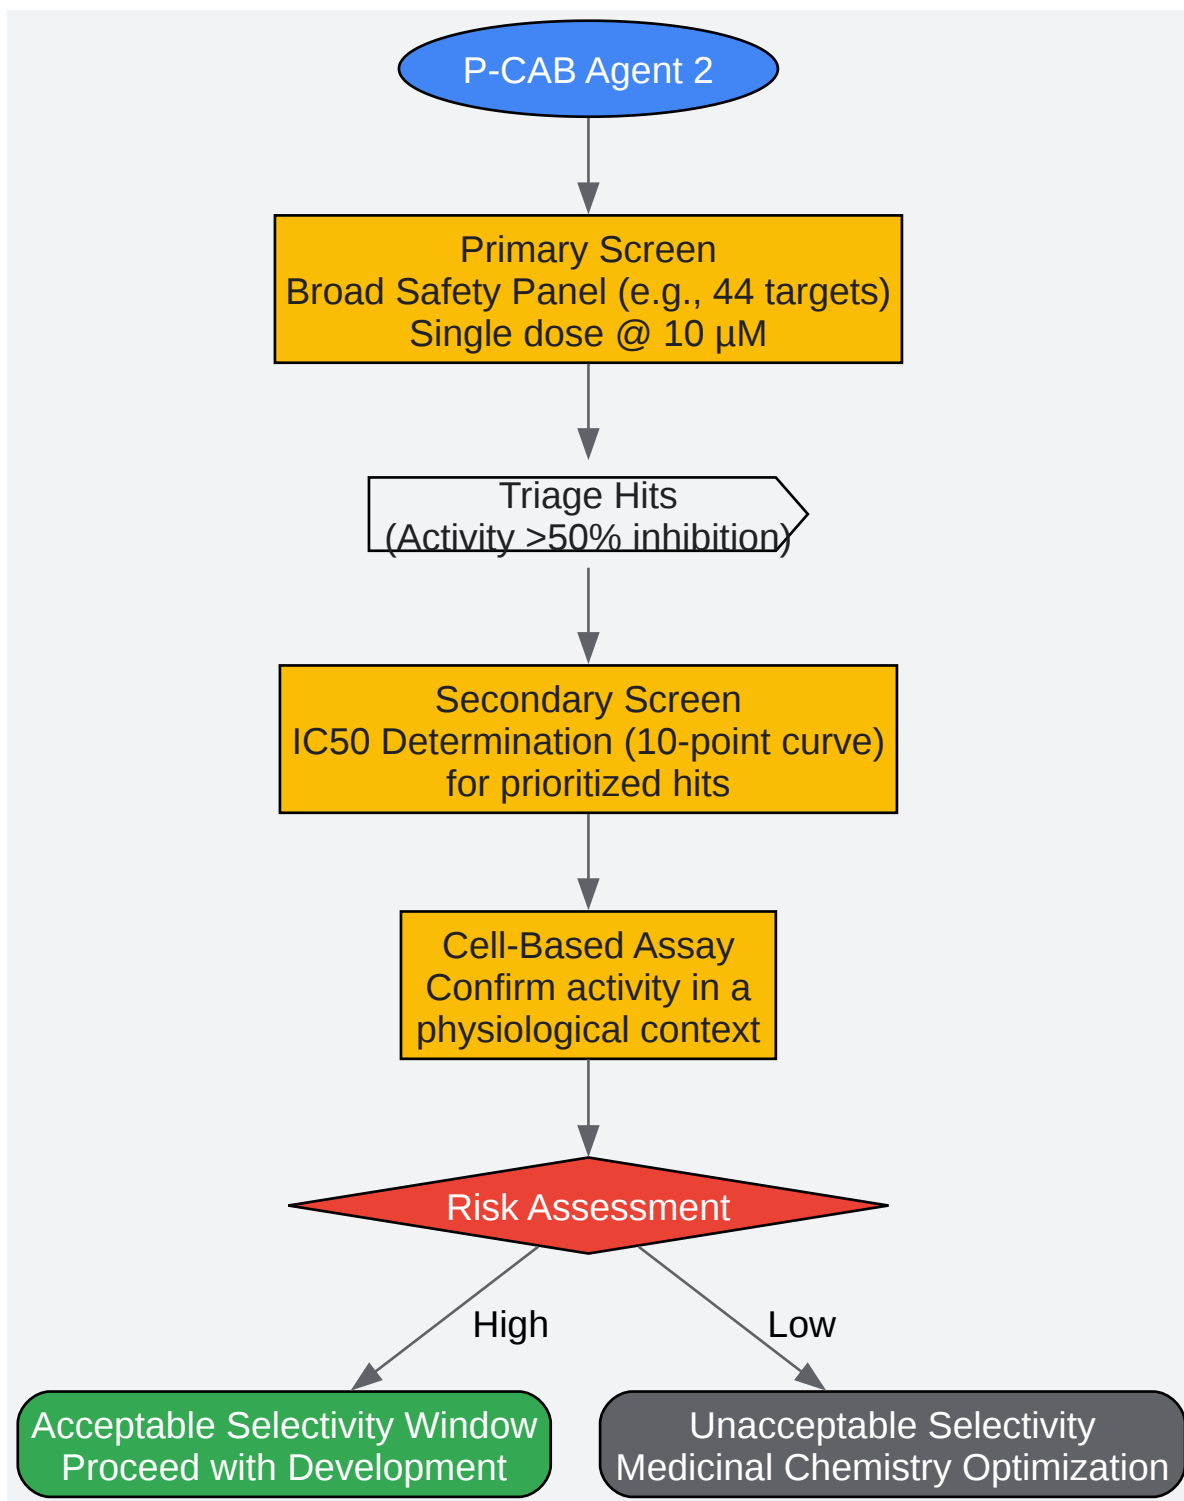 P-CAB Agent 2
Primary Screen
Broad Safety Panel (e.g., 44 targets)
Single dose @ 10 µM
Triage Hits
(Activity >50% inhibition)
Secondary Screen
IC50 Determination (10-point curve)
for prioritized hits
Cell-Based Assay
Confirm activity in a
physiological context
Risk Assessment
High
Low
Acceptable Selectivity Window
Proceed with Development
Unacceptable Selectivity
Medicinal Chemistry Optimization